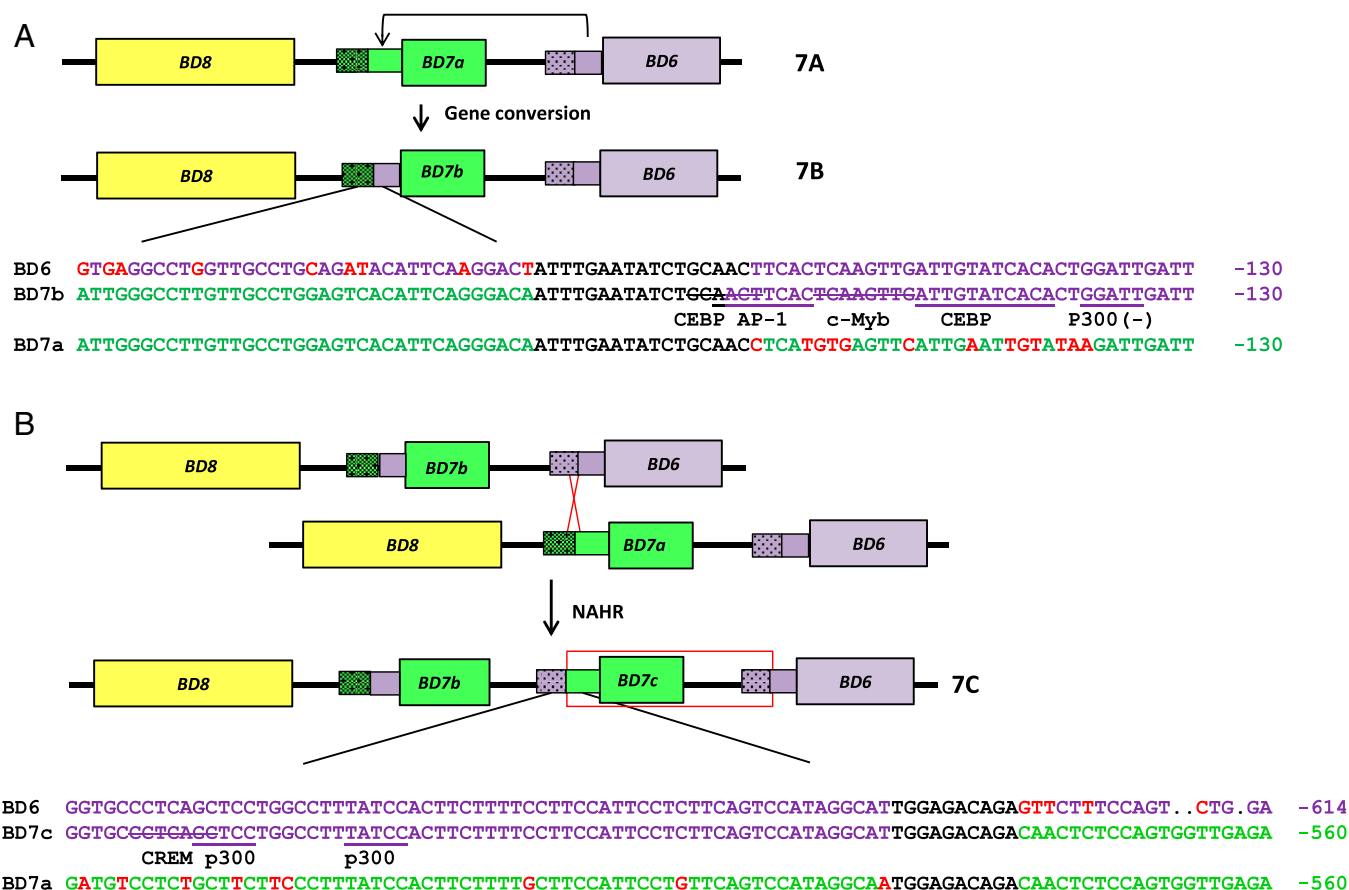 A
BD8 BD7a BD6 7A
Gene conversion
BD8 BD7b BD6 7B
BD6 GTGAGGCCTGGTTGCCTGCAGATACATTCAAGGACTATTTGAATATCTGCAACTTCACTCAAGTTGATTGTATCACACTGGATTGATT -130
BD7b ATTGGGCCTTGTTGCCTGGAGTCACATTCAGGGACAATTTGAATATCTGCAACTTCACTCAAGTTGATTGTATCACACTGGATTGATT -130
CEBP AP-1 c-Myb CEBP P300(-)
BD7a ATTGGGCCTTGTTGCCTGGAGTCACATTCAGGGACAATTTGAATATCTGCAACCTCATGTGAGTTCATTGAATTGTATAAGATTGATT -130
B
BD8 BD7b BD6
BD8 BD7a BD6
NAHR
BD8 BD7b BD7c BD6 7C
BD6 GGTGCCCTCAGCTCCTGGCCTTTATCCACTTCTTTTCCTTCCATTCCTCTTCAGTCCATAGGCATTGGAGACAGAGTTCTTTCCAGT..CTG.GA -614
BD7c GGTGCCCTCAGCTCCTGGCCTTTATCCACTTCTTTTCCTTCCATTCCTCTTCAGTCCATAGGCATTGGAGACAGACAACTCTCCAGTGGTTGAGA -560
CREM p300 p300
BD7a GATGTCCTCTGCTTCTTCCCTTTATCCACTTCTTTTGCTTCCATTCCTGTTCAGTCCATAGGCAATGGAGACAGACAACTCTCCAGTGGTTGAGA -560